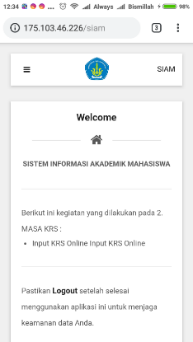 12:34 ... Always Bismillah 98%
175.103.46.226/siam 3
SIAM
Welcome
SISTEM INFORMASI AKADEMIK MAHASISWA
Berikut ini kegiatan yang dilakukan pada 2.
MASA KRS :
• Input KRS Online Input KRS Online
Pastikan Logout setelah selesai
menggunakan aplikasi ini untuk menjaga
keamanan data Anda.